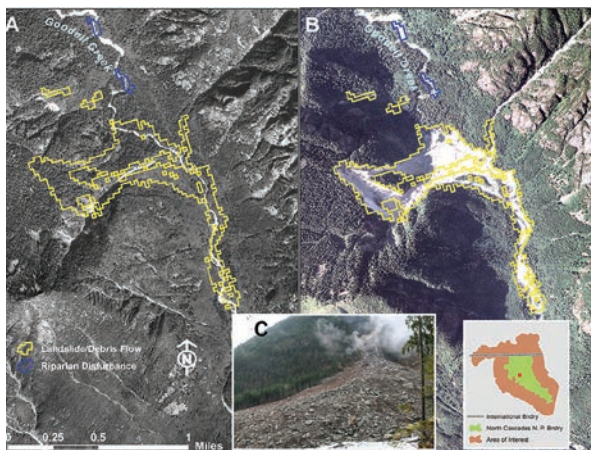 A
Goodell Creek
B
Goodell Creek
Landslide/Debris Flow
Riparian Disturbance
N
0 0.25 0.5 1
Miles
C
International Bndry
North Cascades N. P. Bndry
Area of Interest